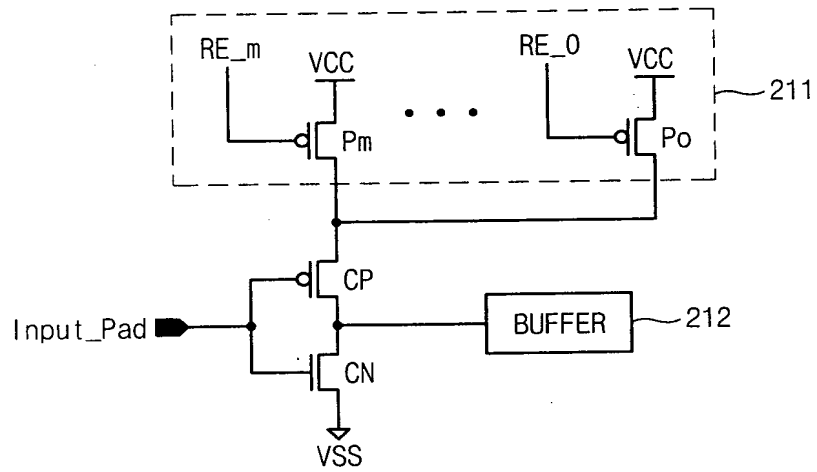 RE_m
VCC
Pm
RE_0
VCC
Po
211
CP
Input_Pad
BUFFER
212
CN
VSS